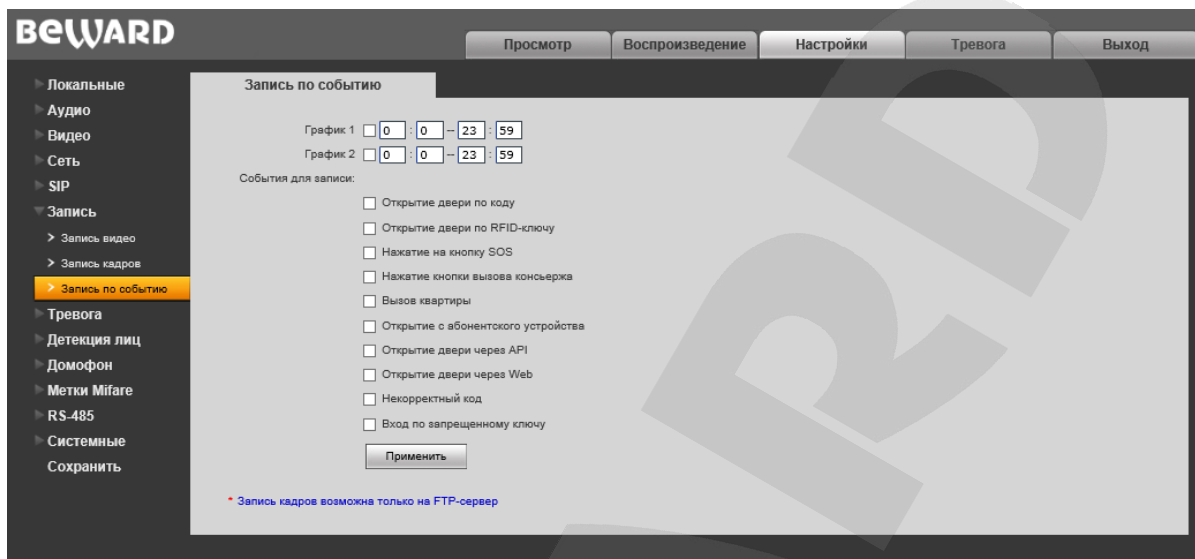 BEWARD
Просмотр Воспроизведение Настройки Тревога Выход
Локальные
Аудио
Видео
Сеть
SIP
Запись
> Запись видео
> Запись кадров
> Запись по событию
Тревога
Детекция лиц
Домофон
Метки Mifare
RS-485
Системные
Сохранить
Запись по событию
График 1 0 : 0 -- 23 : 59
График 2 0 : 0 -- 23 : 59
События для записи:
Открытие двери по коду
Открытие двери по RFID-ключу
Нажатие на кнопку SOS
Нажатие кнопки вызова консьержа
Вызов квартиры
Открытие с абонентского устройства
Открытие двери через API
Открытие двери через Web
Некорректный код
Вход по запрещенному ключу
Применить
* Запись кадров возможна только на FTP-сервер